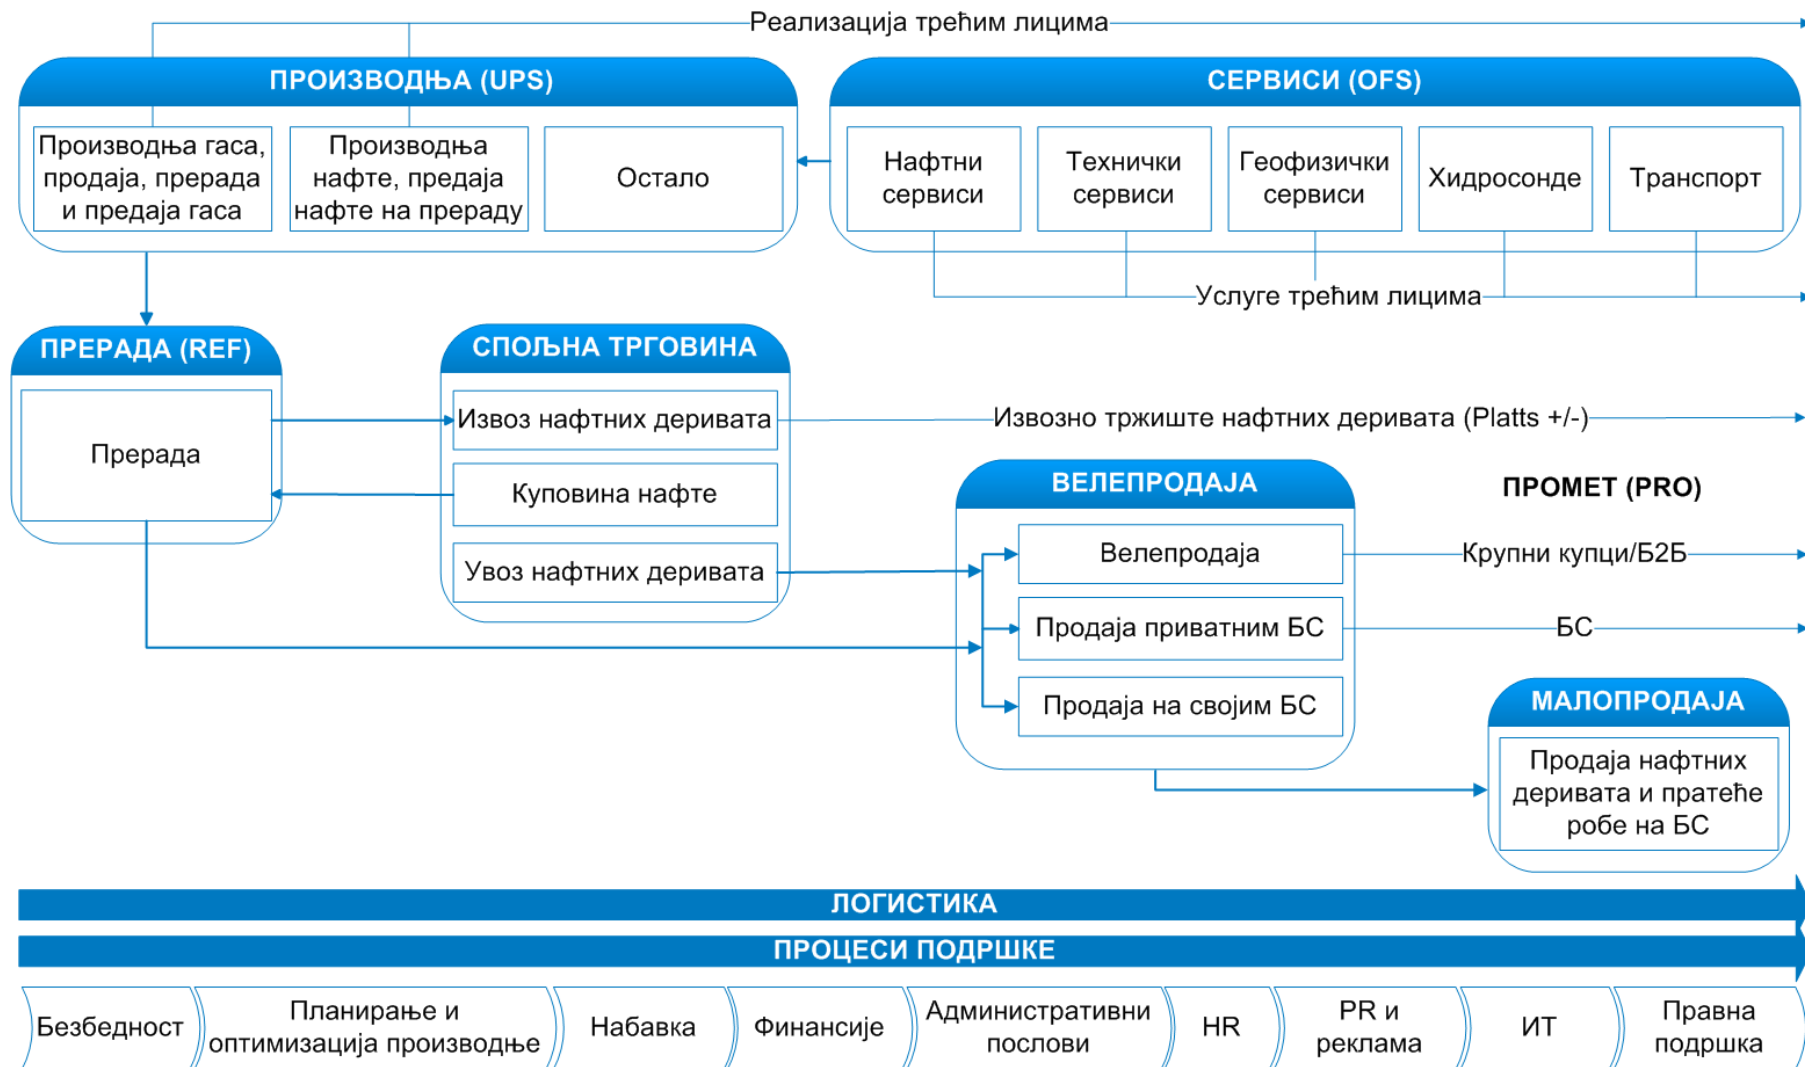 Реализација трећим лицима
ПРОИЗВОДЊА (UPS)
Производња гаса,
продаја, прерада
и предаја гаса
Производња
нафте, предаја
нафте на прераду
Остало
СЕРВИСИ (OFS)
Нафтни
сервиси
Технички
сервиси
Геофизички
сервиси
Хидросонде
Транспорт
Услуге трећим лицима
ПРЕРАДА (REF)
Прерада
СПОЉНА ТРГОВИНА
Извоз нафтних деривата
Куповина нафте
Увоз нафтних деривата
Извозно тржиште нафтних деривата (Platts +/-)
ВЕЛЕПРОДАЈА
Велепродаја
Продаја приватним БС
Продаја на својим БС
ПРОМЕТ (PRO)
Крупни купци/Б2Б
БС
МАЛОПРОДАЈА
Продаја нафтних
деривата и пратеће
робе на БС
ЛОГИСТИКА
ПРОЦЕСИ ПОДРШКЕ
Безбедност
Планирање и
оптимизација производње
Набавка
Финансије
Административни
послови
HR
PR и
реклама
ИТ
Правна
подршка